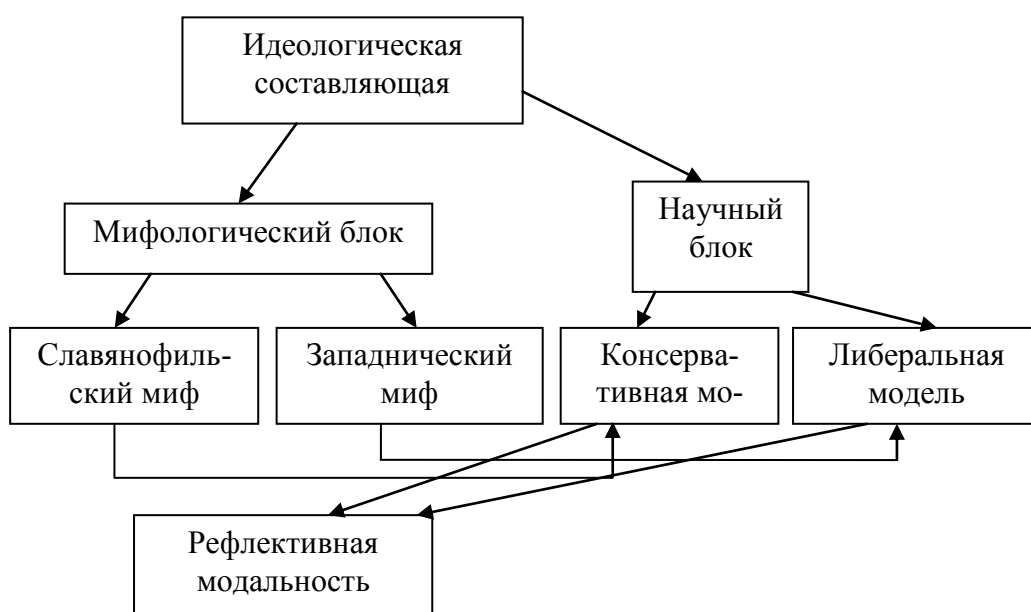 Идеологическая
составляющая
Мифологический блок
Научный
блок
Славянофиль-
ский миф
Западнический
миф
Консерва-
тивная мо-
Либеральная
модель
Рефлективная
модальность